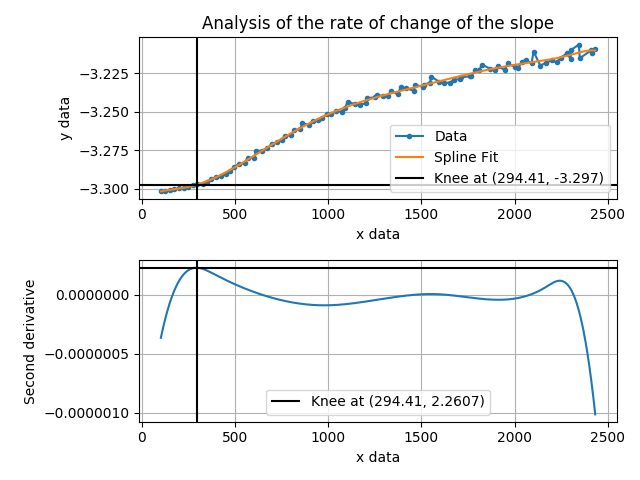 Analysis of the rate of change of the slope
−3.225
−3.250
−3.275
−3.300
y data
Data
Spline Fit
Knee at (294.41, -3.297)
0 500 1000 1500 2000 2500
x data
0.0000000
−0.0000005
−0.0000010
Second derivative
Knee at (294.41, 2.2607)
0 500 1000 1500 2000 2500
x data